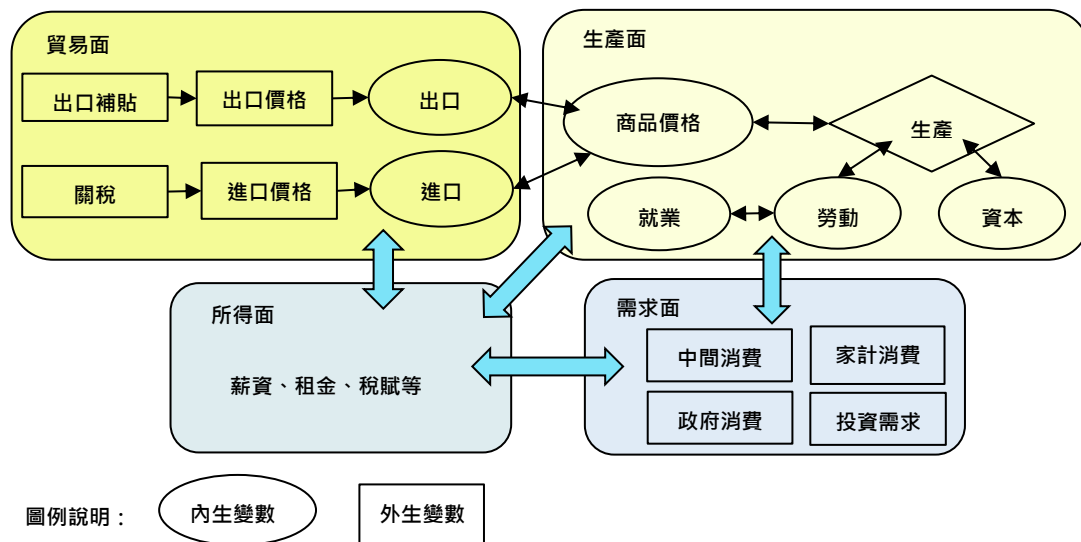 貿易面
出口補貼
出口價格
出口
關稅
進口價格
進口
生產面
商品價格
生產
就業
勞動
資本
所得面
薪資、租金、稅賦等
需求面
中間消費
家計消費
政府消費
投資需求
圖例說明：
內生變數
外生變數